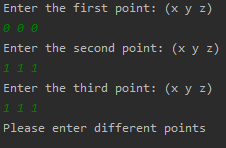 Enter the first point: (x y z)
0 0 0
Enter the second point: (x y z)
1 1 1
Enter the third point: (x y z)
1 1 1
Please enter different points